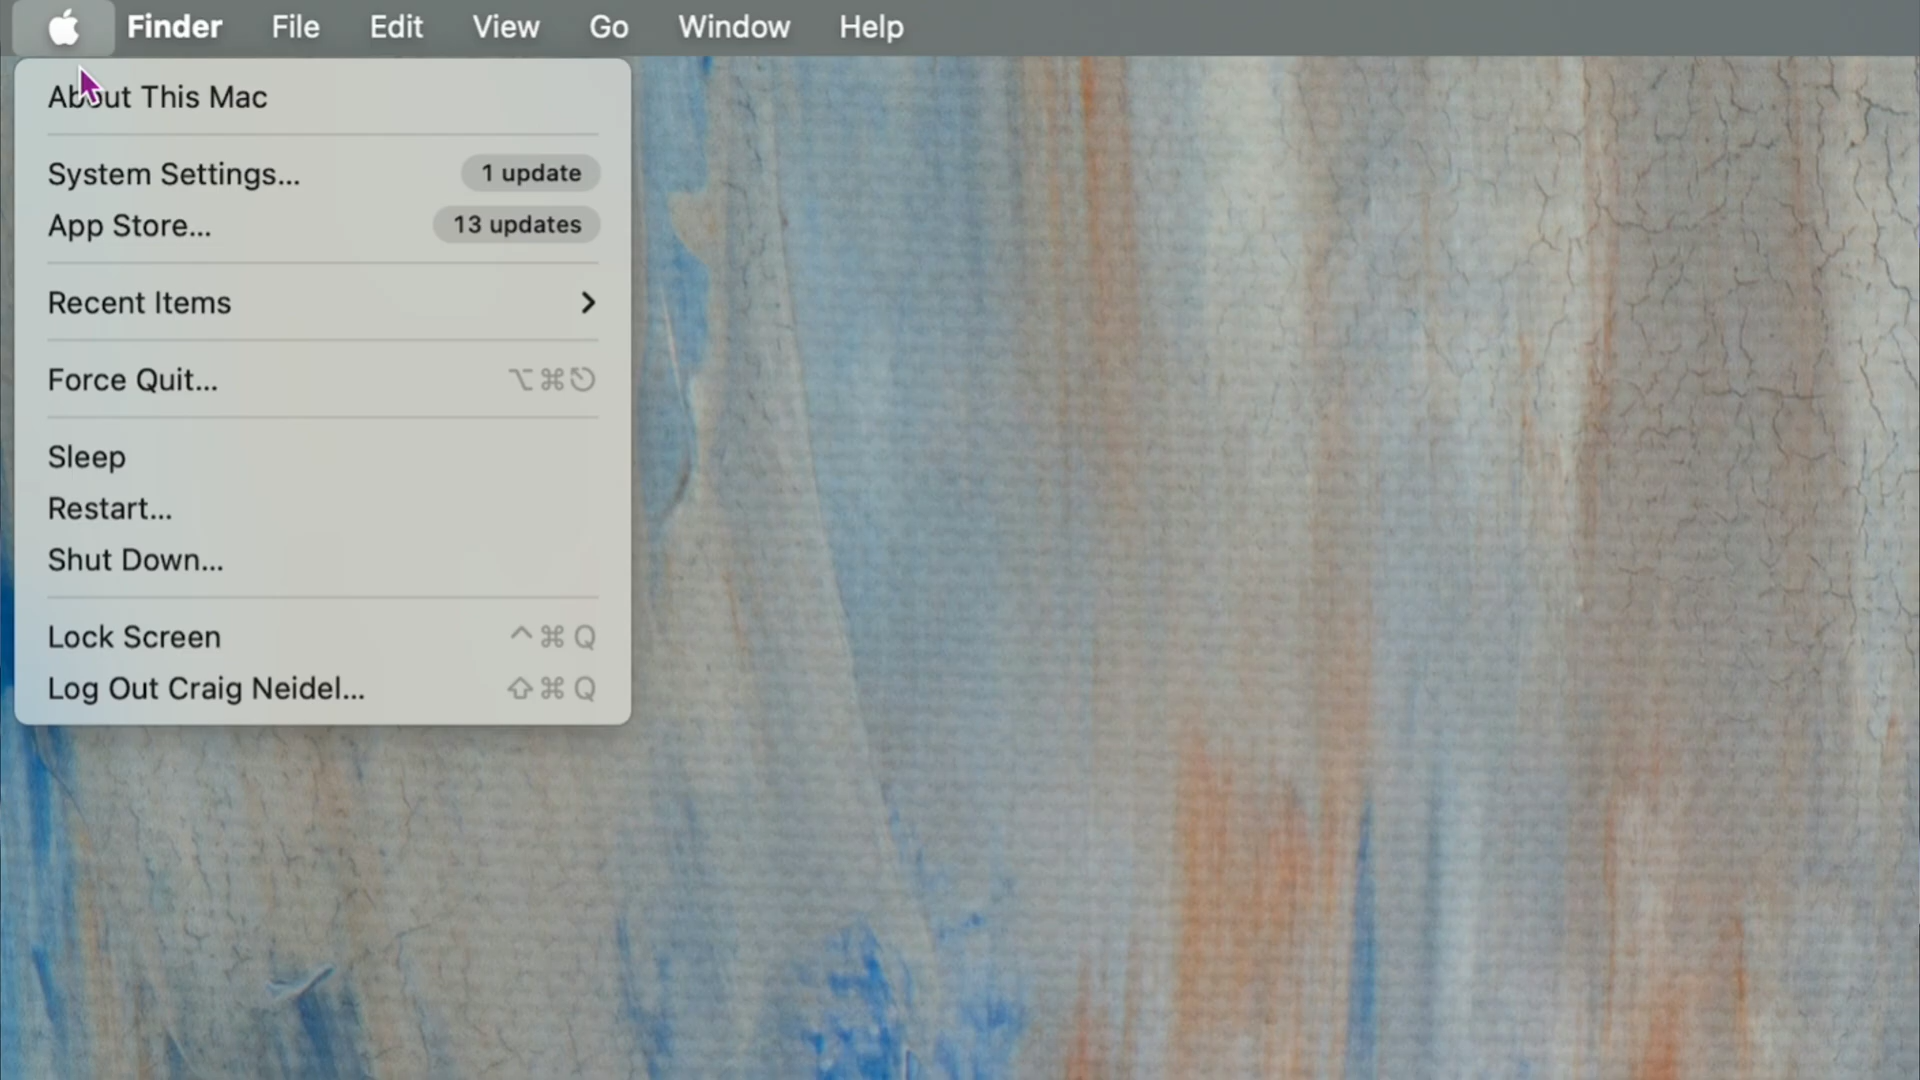 Finder File Edit View Go Window Help
About This Mac
System Settings... 1 update
App Store... 13 updates
Recent Items
Force Quit... ⌥⌘⎋
Sleep
Restart...
Shut Down...
Lock Screen ^⌘Q
Log Out Craig Neidel... ⇧⌘Q